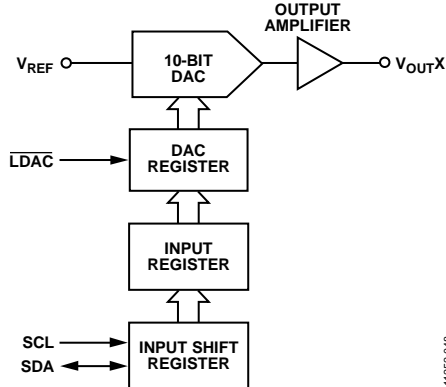 OUTPUT
AMPLIFIER
VREF
10-BIT
DAC
VOUTX
LDAC
DAC
REGISTER
INPUT
REGISTER
SCL
SDA
INPUT SHIFT
REGISTER